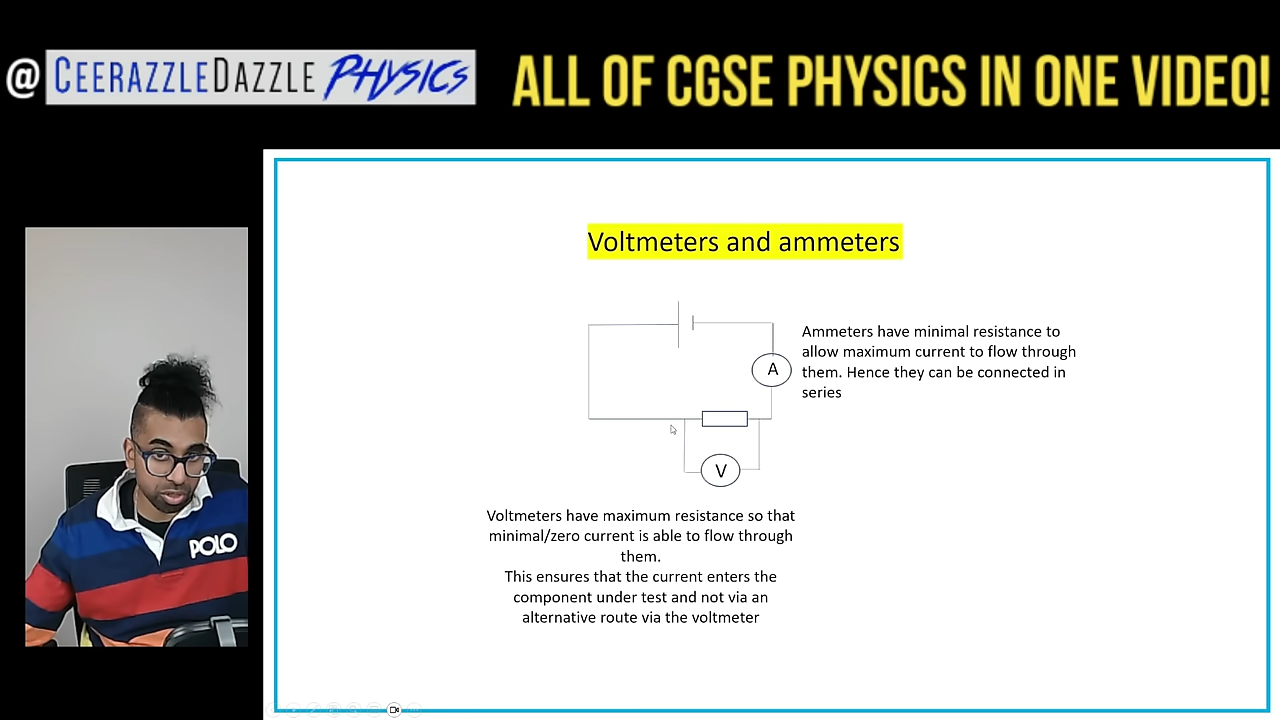 @ CEERAZZLEDAZZLE PHYSICS
ALL OF CGSE PHYSICS IN ONE VIDEO!
Voltmeters and ammeters
A
Ammeters have minimal resistance to
allow maximum current to flow through
them. Hence they can be connected in
series
V
Voltmeters have maximum resistance so that
minimal/zero current is able to flow through
them.
This ensures that the current enters the
component under test and not via an
alternative route via the voltmeter
POLO